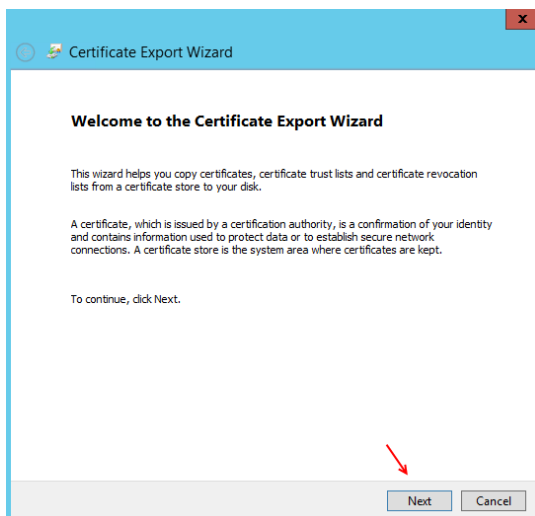 x
Certificate Export Wizard
Welcome to the Certificate Export Wizard
This wizard helps you copy certificates, certificate trust lists and certificate revocation
lists from a certificate store to your disk.
A certificate, which is issued by a certification authority, is a confirmation of your identity
and contains information used to protect data or to establish secure network
connections. A certificate store is the system area where certificates are kept.
To continue, click Next.
Next Cancel